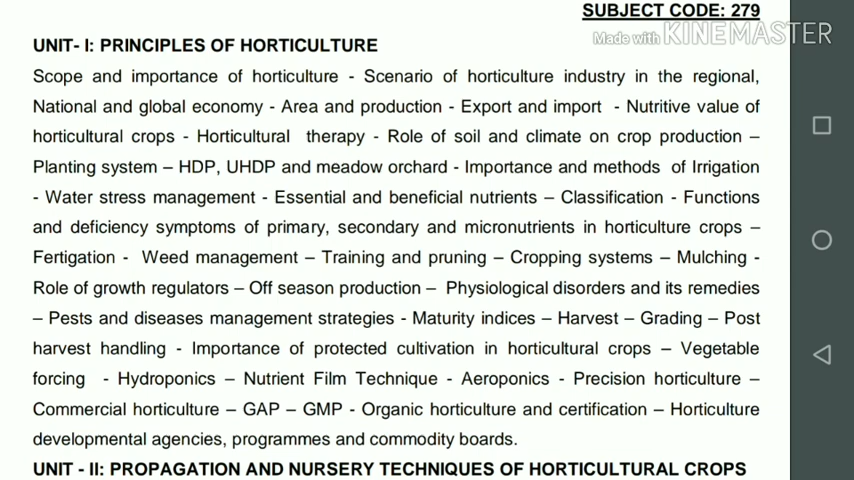 SUBJECT CODE: 279
Made with KINEMASTER
UNIT- I: PRINCIPLES OF HORTICULTURE
Scope and importance of horticulture - Scenario of horticulture industry in the regional,
National and global economy - Area and production - Export and import - Nutritive value of
horticultural crops - Horticultural therapy - Role of soil and climate on crop production –
Planting system – HDP, UHDP and meadow orchard - Importance and methods of Irrigation
- Water stress management - Essential and beneficial nutrients – Classification - Functions
and deficiency symptoms of primary, secondary and micronutrients in horticulture crops –
Fertigation - Weed management – Training and pruning – Cropping systems – Mulching -
Role of growth regulators – Off season production – Physiological disorders and its remedies
– Pests and diseases management strategies - Maturity indices – Harvest – Grading – Post
harvest handling - Importance of protected cultivation in horticultural crops – Vegetable
forcing - Hydroponics – Nutrient Film Technique - Aeroponics - Precision horticulture –
Commercial horticulture – GAP – GMP - Organic horticulture and certification – Horticulture
developmental agencies, programmes and commodity boards.
UNIT - II: PROPAGATION AND NURSERY TECHNIQUES OF HORTICULTURAL CROPS